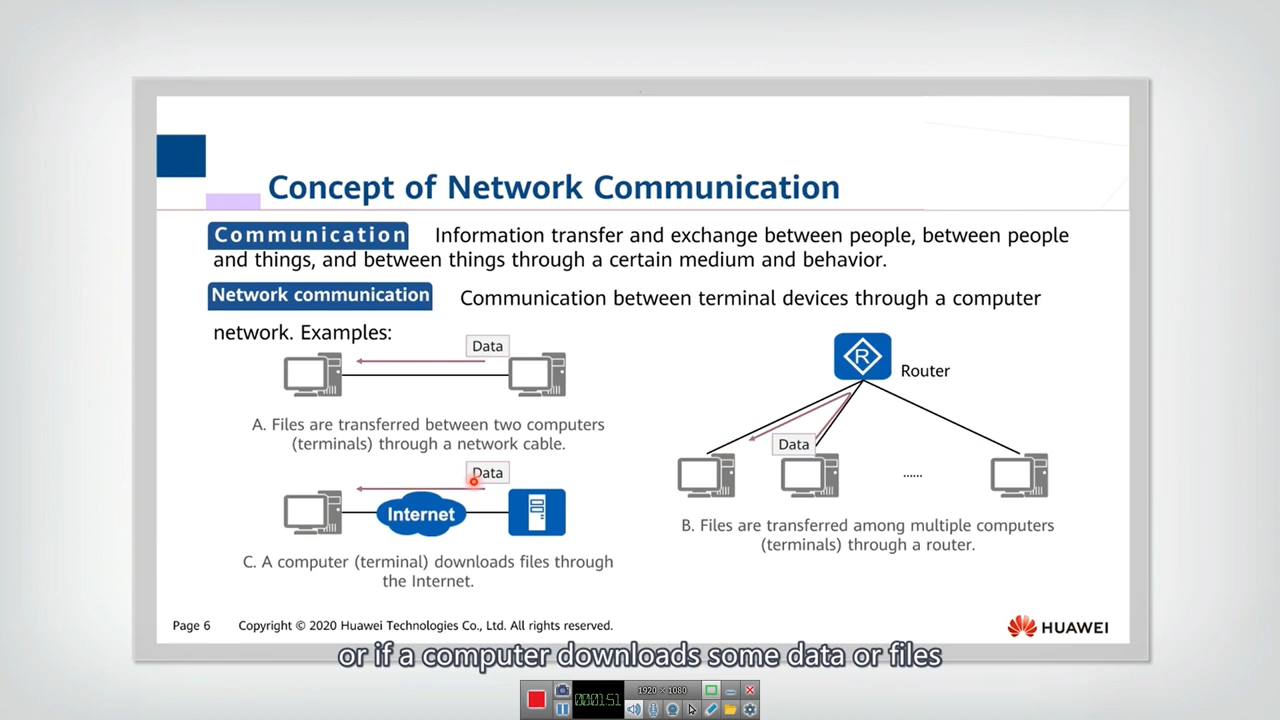 Concept of Network Communication
Communication Information transfer and exchange between people, between people
and things, and between things through a certain medium and behavior.
Network communication Communication between terminal devices through a computer
network. Examples:
Data
A. Files are transferred between two computers
(terminals) through a network cable.
Data
Internet
C. A computer (terminal) downloads files through
the Internet.
R
Router
Data
......
B. Files are transferred among multiple computers
(terminals) through a router.
Page 6 Copyright © 2020 Huawei Technologies Co., Ltd. All rights reserved.
HUAWEI
or if a computer downloads some data or files
000:1:51
1920 × 1080